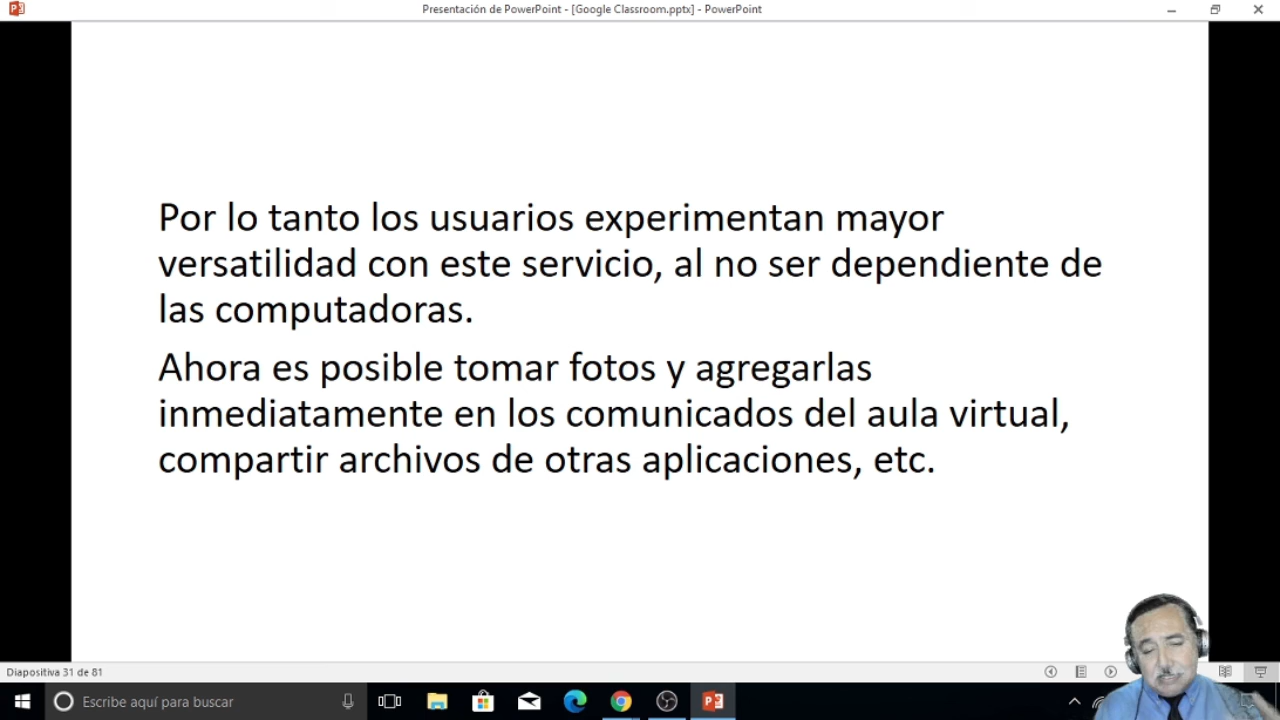 Presentación de PowerPoint - [Google Classroom.pptx] - PowerPoint
Por lo tanto los usuarios experimentan mayor
versatilidad con este servicio, al no ser dependiente de
las computadoras.
Ahora es posible tomar fotos y agregarlas
inmediatamente en los comunicados del aula virtual,
compartir archivos de otras aplicaciones, etc.
Diapositiva 31 de 81
Escribe aquí para buscar